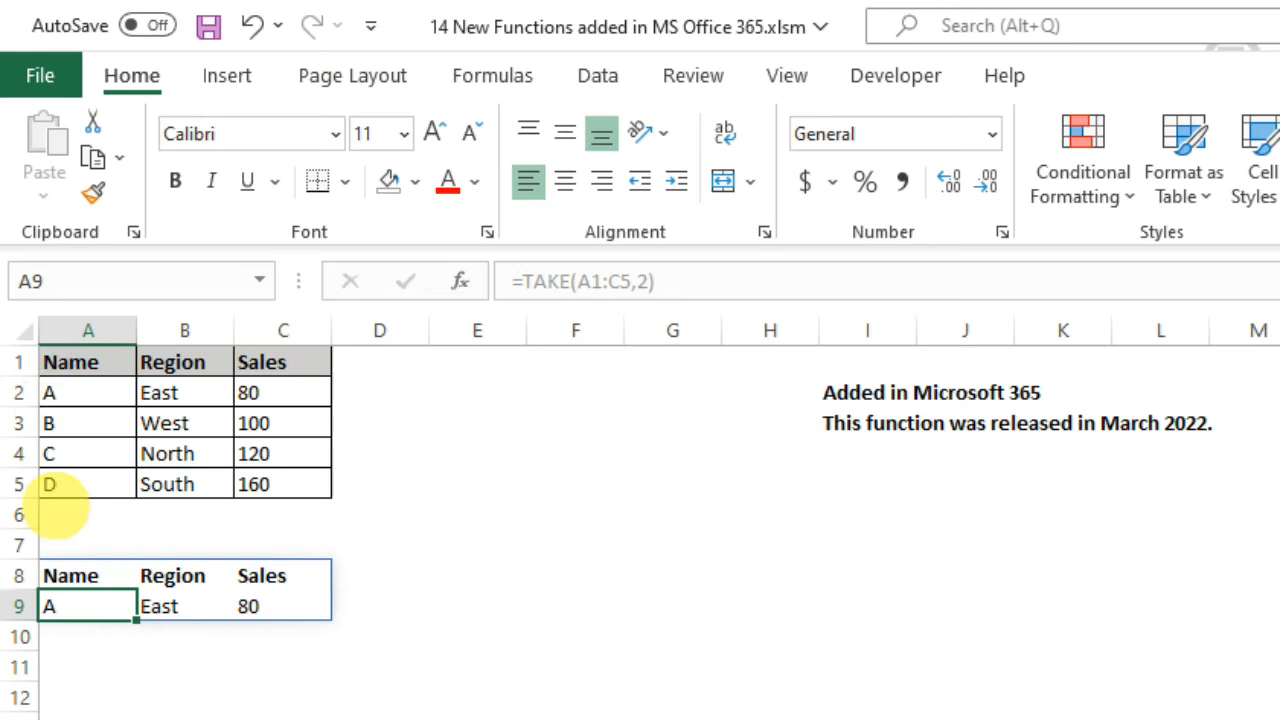 AutoSave Off 14 New Functions added in MS Office 365.xlsm Search (Alt+Q)
File Home Insert Page Layout Formulas Data Review View Developer Help
Calibri 11 A A ab c General
Paste B I U A $ % .00 .00 Conditional Formatting Format as Table Cell Styles
Clipboard Font Alignment Number Styles
A9 fx =TAKE(A1:C5,2)
A B C D E F G H I J K L M
1 Name Region Sales
2 A East 80 Added in Microsoft 365
3 B West 100 This function was released in March 2022.
4 C North 120
5 D South 160
6
7
8 Name Region Sales
9 A East 80
10
11
12